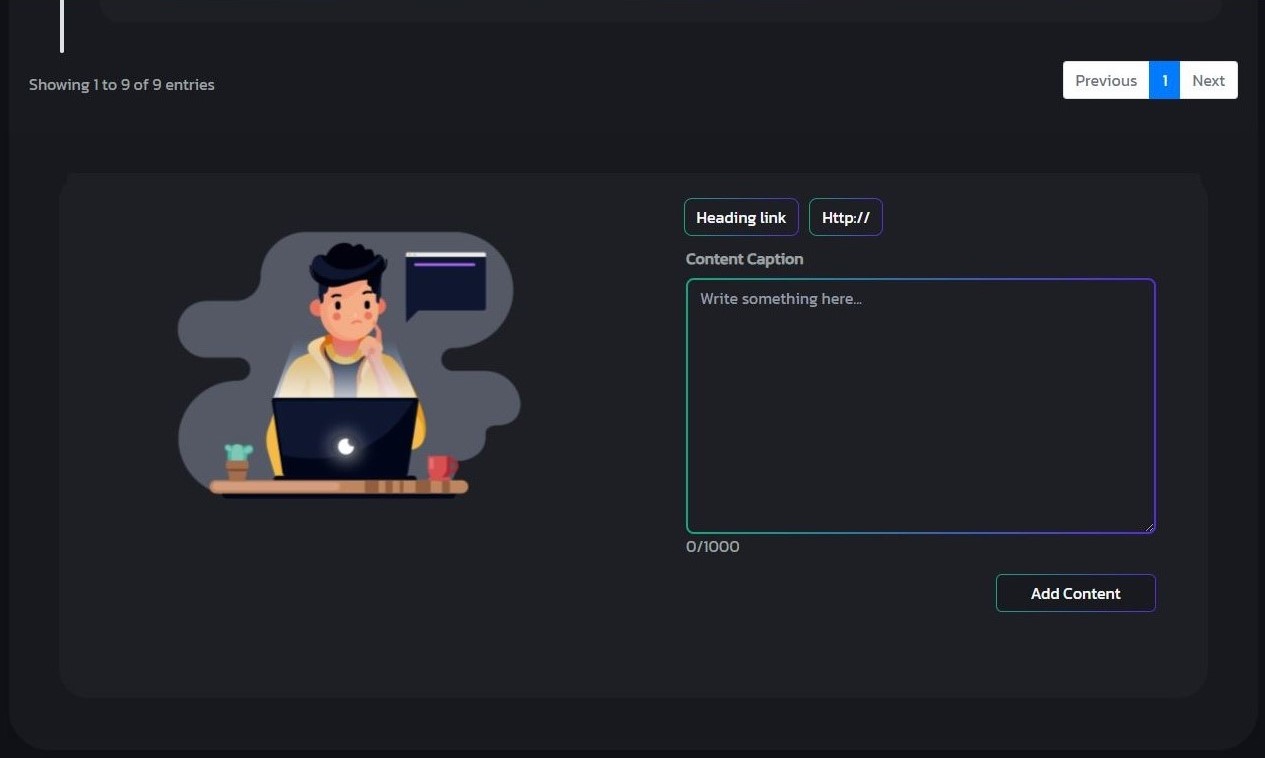 Showing 1 to 9 of 9 entries
Previous 1 Next
Heading link Http://
Content Caption
Write something here...
0/1000
Add Content